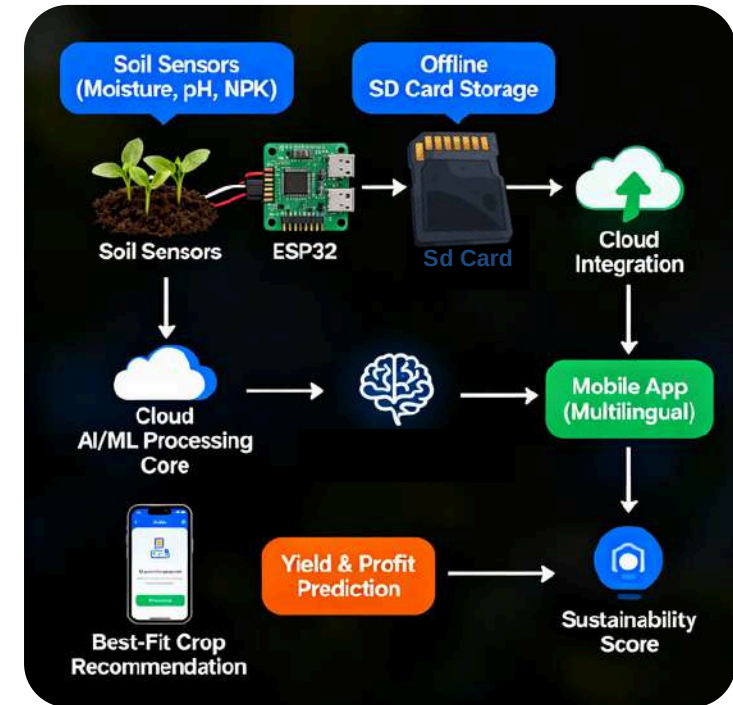 Soil Sensors
(Moisture, pH, NPK)
Offline
SD Card Storage
Soil Sensors
ESP32
Sd Card
Cloud
Integration
Cloud
AI/ML Processing
Core
Mobile App
(Multilingual)
Best-Fit Crop
Recommendation
Yield & Profit
Prediction
Sustainability
Score